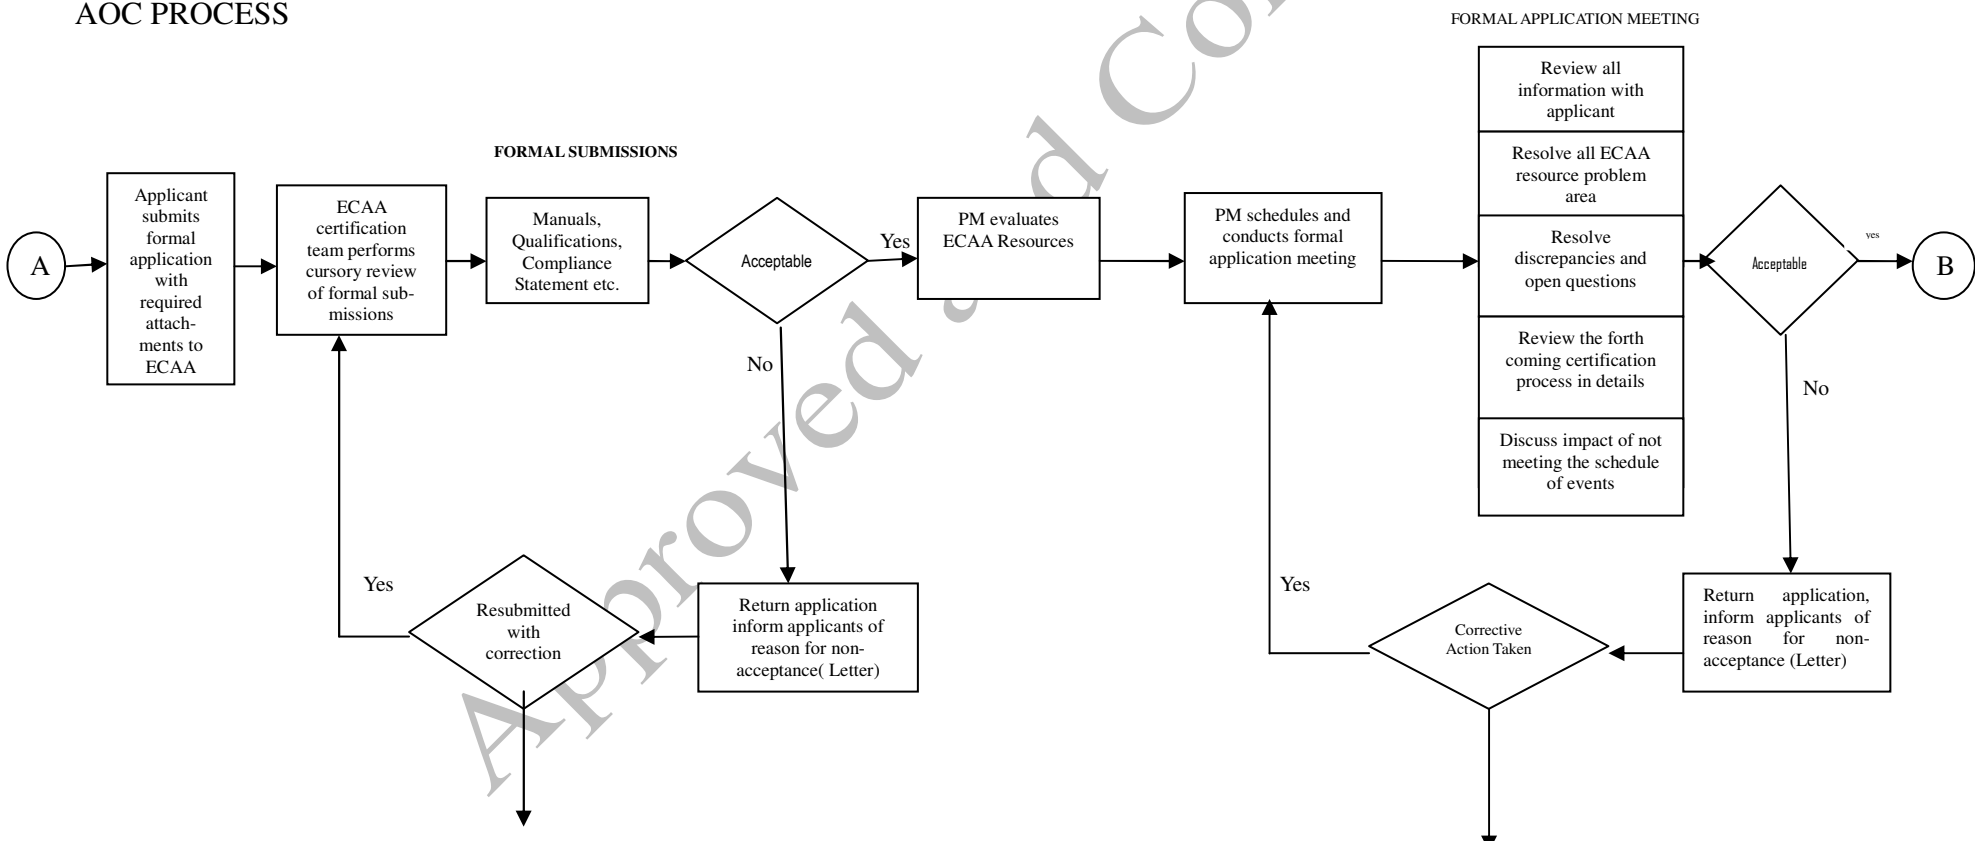 AOC PROCESS
FORMAL APPLICATION MEETING
FORMAL SUBMISSIONS
A
Applicant
submits
formal
application
with
required
attach-
ments to
ECAA
ECAA
certification
team performs
cursory review
of formal sub-
missions
Manuals,
Qualifications,
Compliance
Statement etc.
Acceptable
Yes
No
PM evaluates
ECAA Resources
PM schedules and
conducts formal
application meeting
Review all
information with
applicant
Resolve all ECAA
resource problem
area
Resolve
discrepancies and
open questions
Review the forth
coming certification
process in details
Discuss impact of not
meeting the schedule
of events
Acceptable
yes
B
No
Return application
inform applicants of
reason for non-
acceptance( Letter)
Resubmitted
with
correction
Yes
Return application,
inform applicants of
reason for non-
acceptance (Letter)
Corrective
Action Taken
Yes
Approved